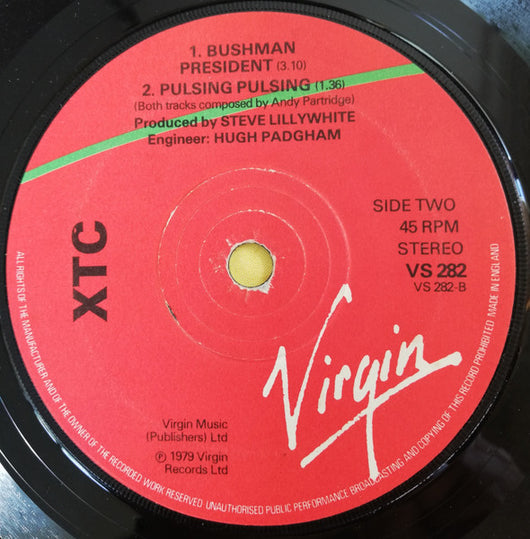 1. BUSHMAN
PRESIDENT (3.10)
2. PULSING PULSING (1.36)
(Both tracks composed by Andy Partridge)
Produced by STEVE LILLYWHITE
Engineer: HUGH PADGHAM
XTC
SIDE TWO
45 RPM
STEREO
VS 282
VS 282-B
Virgin
Virgin Music
(Publishers) Ltd
℗ 1979 Virgin
Records Ltd
ALL RIGHTS OF THE MANUFACTURER AND OF THE OWNER OF THE RECORDED WORK RESERVED UNAUTHORISED PUBLIC PERFORMANCE BROADCASTING AND COPYING OF THIS RECORD PROHIBITED MADE IN ENGLAND